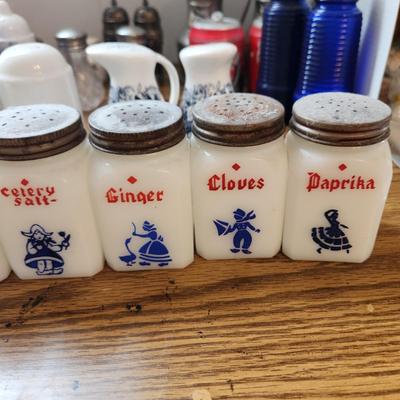 Celery
Salt
Ginger
Cloves
Paprika